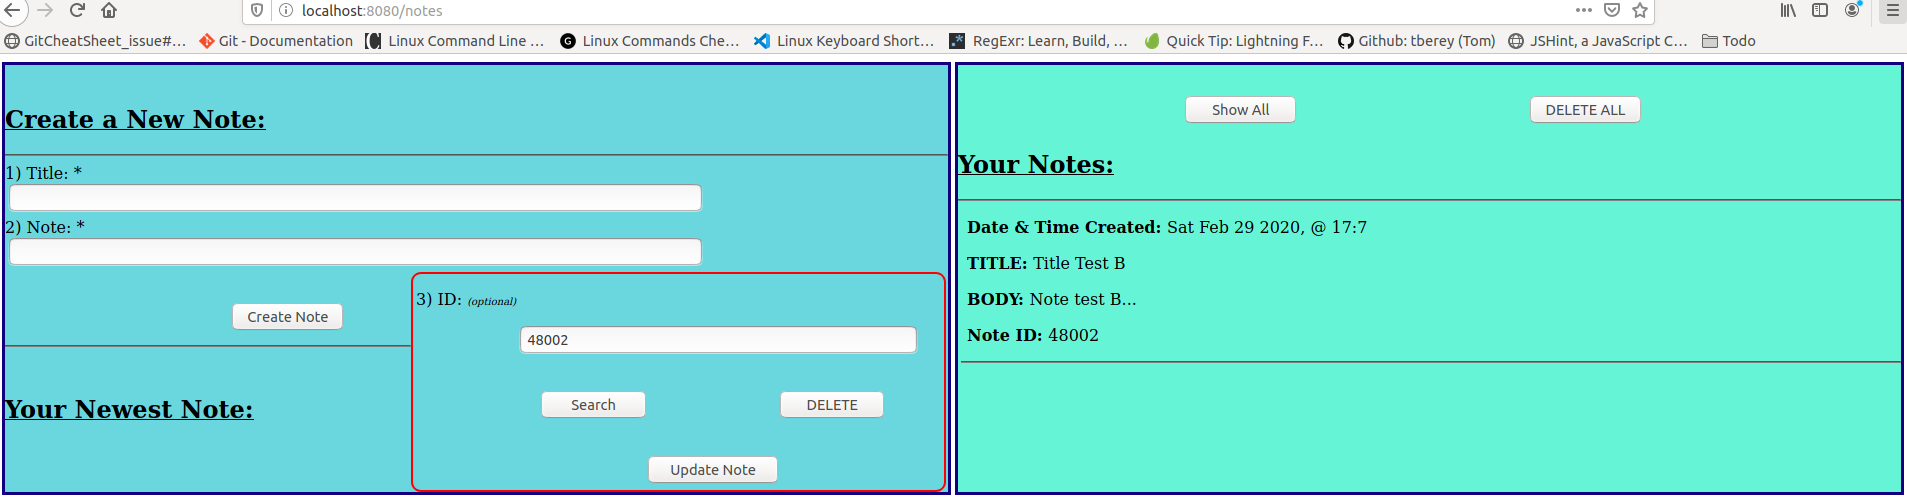 localhost:8080/notes
GitCheatSheet_issue#... Git - Documentation Linux Command Line ... Linux Commands Che... Linux Keyboard Short... RegExr: Learn, Build, ... Quick Tip: Lightning F... Github: tberey (Tom) JSHint, a JavaScript C... Todo
Create a New Note:
1) Title: *
2) Note: *
Create Note
3) ID: (optional)
48002
Search DELETE
Update Note
Your Newest Note:
Show All DELETE ALL
Your Notes:
Date & Time Created: Sat Feb 29 2020, @ 17:7
TITLE: Title Test B
BODY: Note test B...
Note ID: 48002